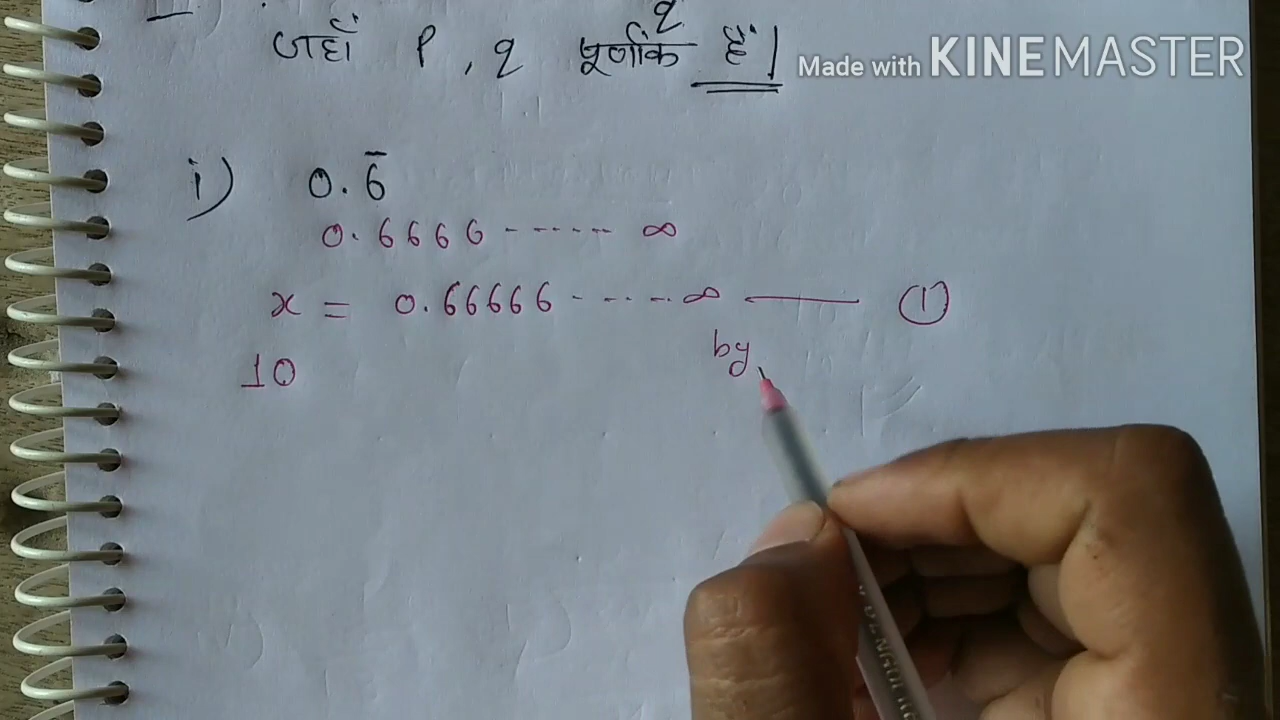 q
जहाँ P , q पूर्णांक हैं।
Made with KINEMASTER
i) 0.6̅
0.6666 ------ ∞
x = 0.66666 -----∞ —— ①
10 by